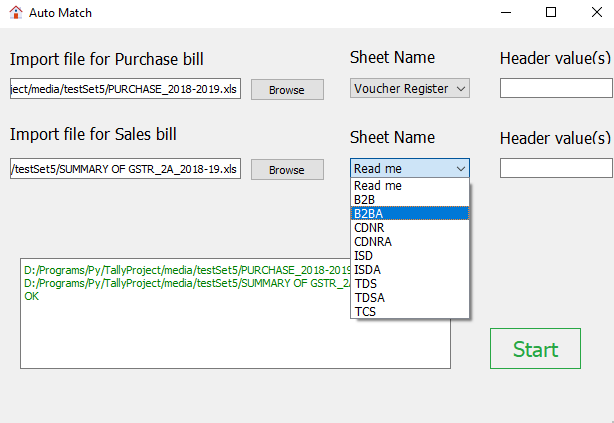 Auto Match
Import file for Purchase bill
Sheet Name
Header value(s)
ject/media/testSet5/PURCHASE_2018-2019.xls
Browse
Voucher Register
Import file for Sales bill
Sheet Name
Header value(s)
/testSet5/SUMMARY OF GSTR_2A_2018-19.xls
Browse
Read me
Read me
B2B
B2BA
CDNR
CDNRA
ISD
ISDA
TDS
TDSA
TCS
D:/Programs/Py/TallyProject/media/testSet5/PURCHASE_2018-2019
D:/Programs/Py/TallyProject/media/testSet5/SUMMARY OF GSTR_2
OK
Start